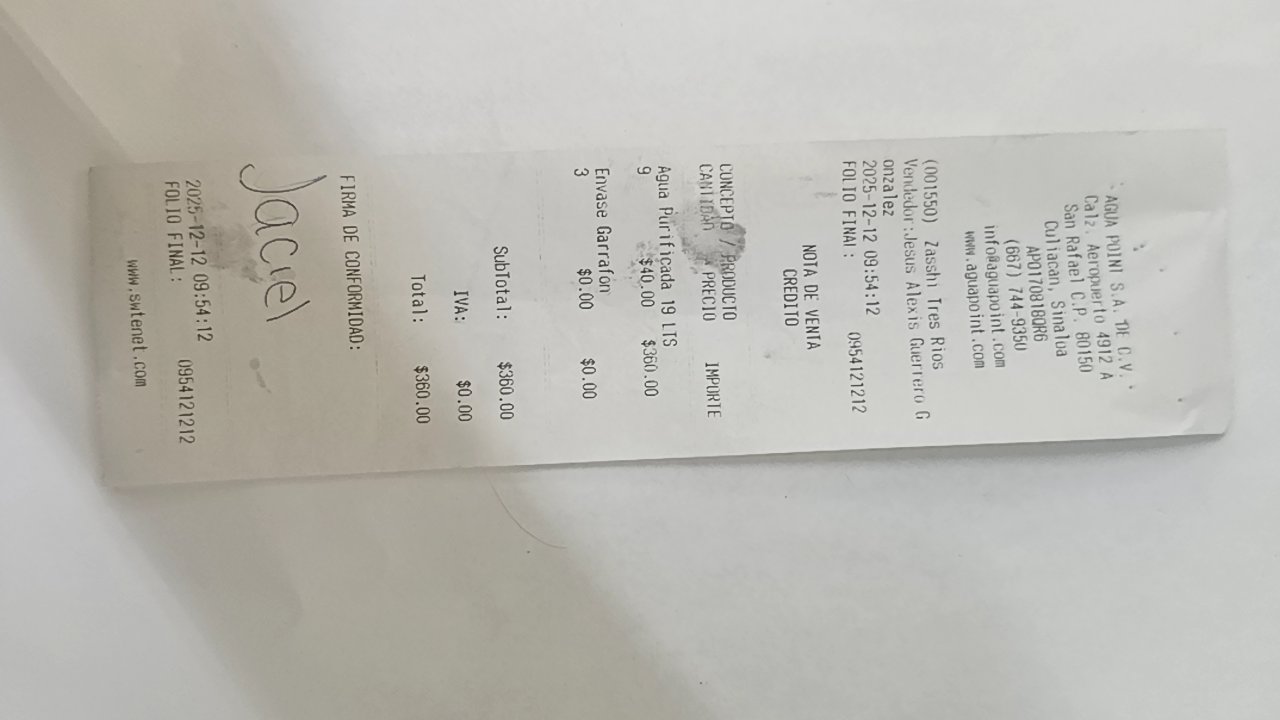 AGUA POINT S.A. DE C.V.
Calz. Aeropuerto 4912 A
San Rafael C.P. 80150
Culiacan, Sinaloa
APO170818QR6
(667) 744-9350
info@aguapoint.com
www.aguapoint.com
(001550) Zasshi Tres Rios
Vendedor:Jesus Alexis Guerrero G
onzalez
2025-12-12 09:54:12
FOLIO FINAL: 0954121212
NOTA DE VENTA
CREDITO
CONCEPTO / PRODUCTO
CANTIDAD PRECIO IMPORTE
Agua Purificada 19 LTS
9 $40.00 $360.00
Envase Garrafon
3 $0.00 $0.00
SubTotal: $360.00
IVA: $0.00
Total: $360.00
FIRMA DE CONFORMIDAD:
Jaciel
2025-12-12 09:54:12
FOLIO FINAL: 0954121212
www.swtenet.com